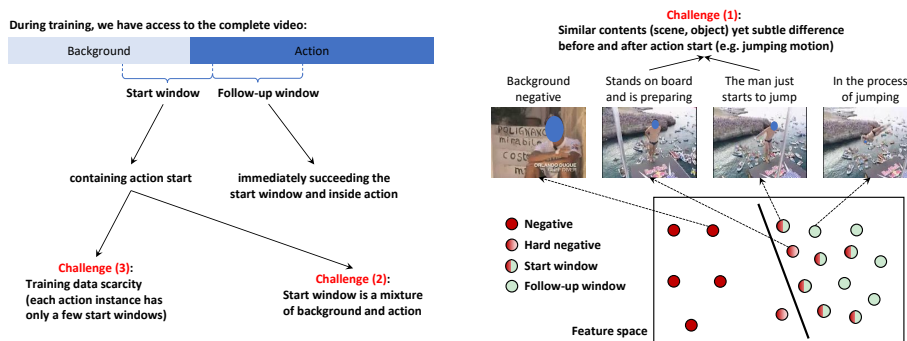 During training, we have access to the complete video:
Background
Action
Start window
Follow-up window
containing action start
immediately succeeding the
start window and inside action
Challenge (3):
Training data scarcity
(each action instance has
only a few start windows)
Challenge (2):
Start window is a mixture
of background and action
Challenge (1):
Similar contents (scene, object) yet subtle difference
before and after action start (e.g. jumping motion)
Background
negative
Stands on board
and is preparing
The man just
starts to jump
In the process
of jumping
POLIGNANO
mirabile
ORLANDO DUQUE
Negative
Hard negative
Start window
Follow-up window
Feature space